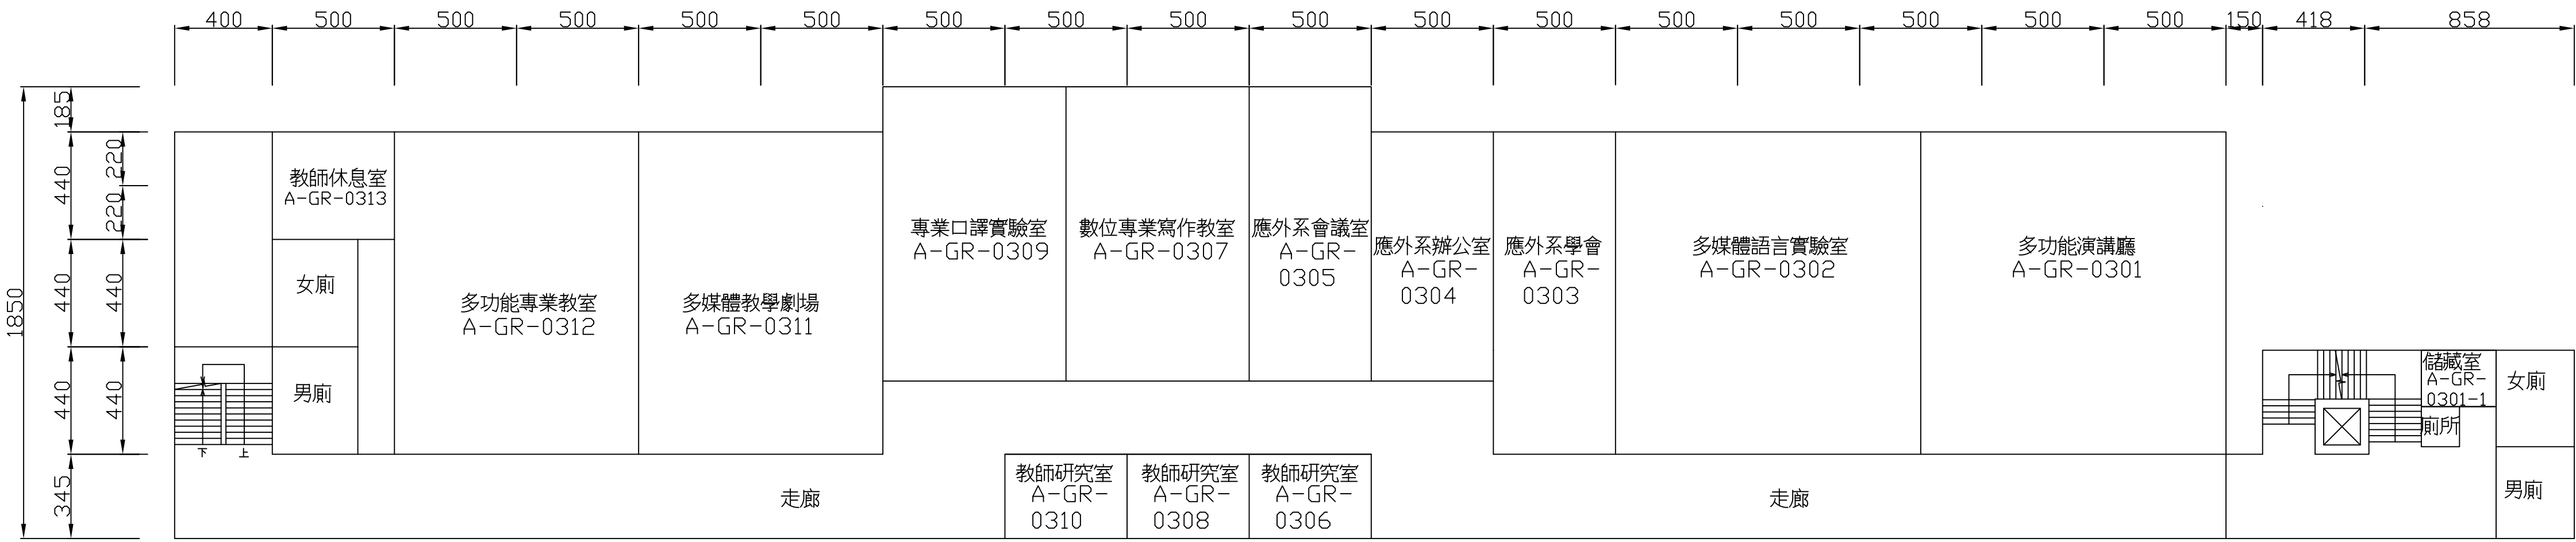 400 500 500 500 500 500 500 500 500 500 500 500 500 500 500 500 500 150 418 858
1850
185
440
440
440
345
220
220
440
440
教師休息室
A-GR-0313
女廁
男廁
下 上
多功能專業教室
A-GR-0312
多媒體教學劇場
A-GR-0311
專業口譯實驗室
A-GR-0309
數位專業寫作教室
A-GR-0307
應外系會議室
A-GR-
0305
應外系辦公室
A-GR-
0304
應外系學會
A-GR-
0303
多媒體語言實驗室
A-GR-0302
多功能演講廳
A-GR-0301
儲藏室
A-GR-
0301-1
廁所
女廁
男廁
走廊
教師研究室
A-GR-
0310
教師研究室
A-GR-
0308
教師研究室
A-GR-
0306
走廊